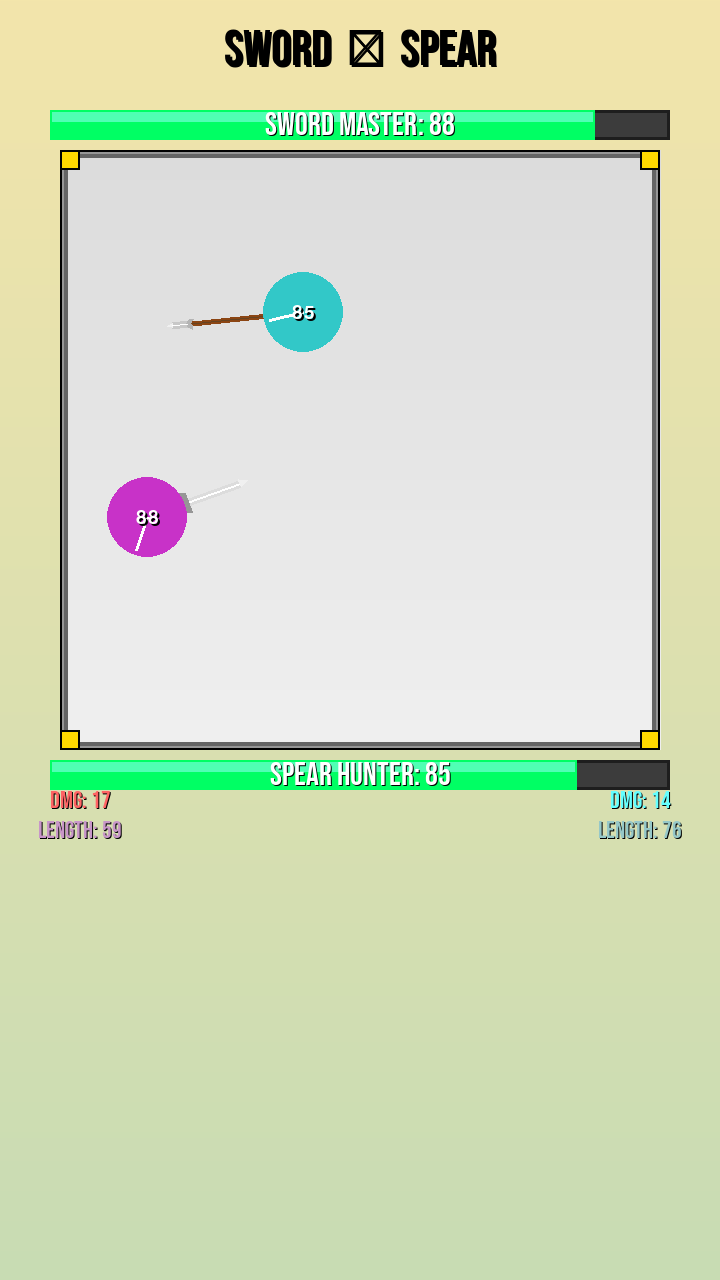 SWORD ☒ SPEAR
SWORD MASTER: 88
85
88
SPEAR HUNTER: 85
DMG: 17 DMG: 14
LENGTH: 59 LENGTH: 76